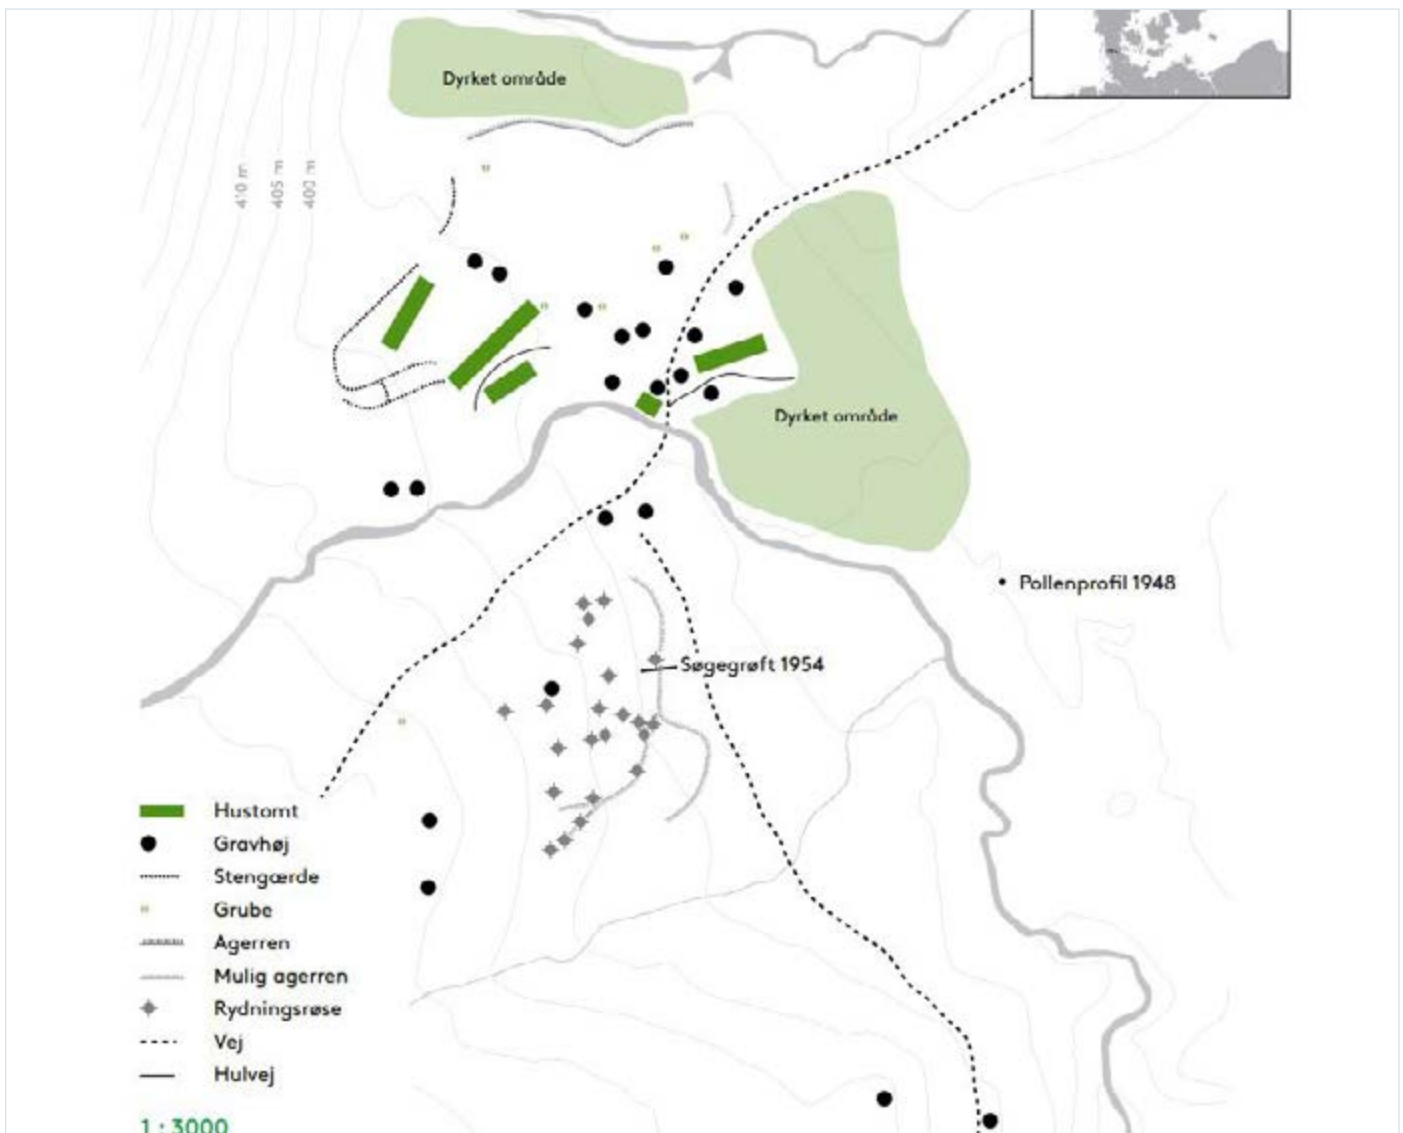 Dyrket område
410 m
405 m
400 m
Dyrket område
Pollenprofil 1948
Søgegrøft 1954
Hustomt
Gravhøj
Stengærde
Grube
Agerren
Mulig agerren
Rydningsrøse
Vej
Hulvej
1 : 3000